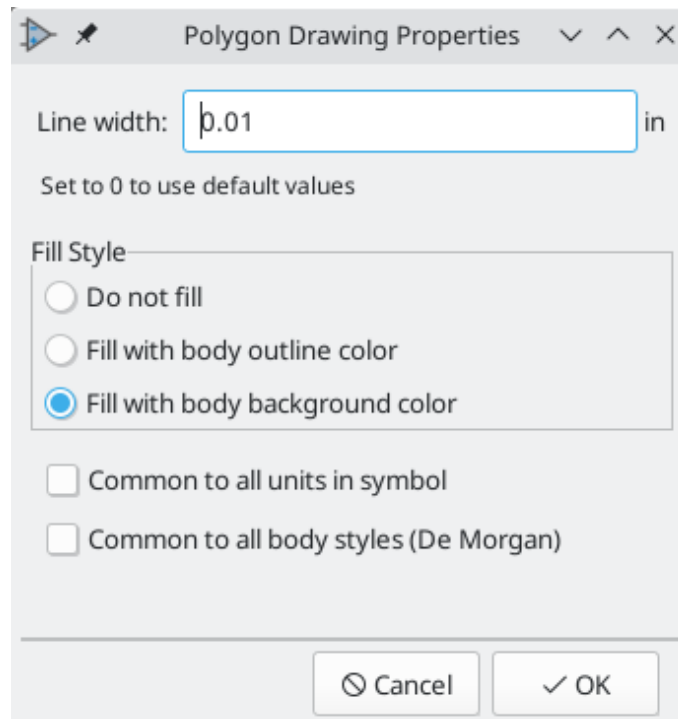 Polygon Drawing Properties
Line width: 0.01 in
Set to 0 to use default values
Fill Style
Do not fill
Fill with body outline color
Fill with body background color
Common to all units in symbol
Common to all body styles (De Morgan)
Cancel OK